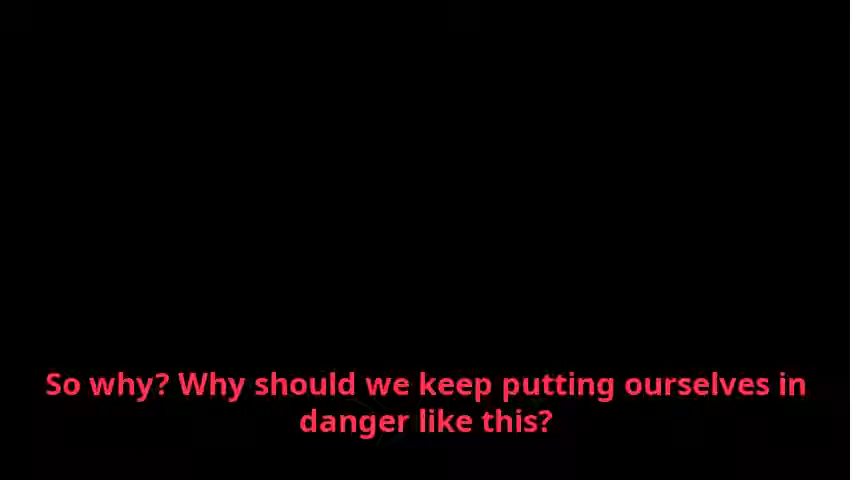 So why? Why should we keep putting ourselves in
danger like this?